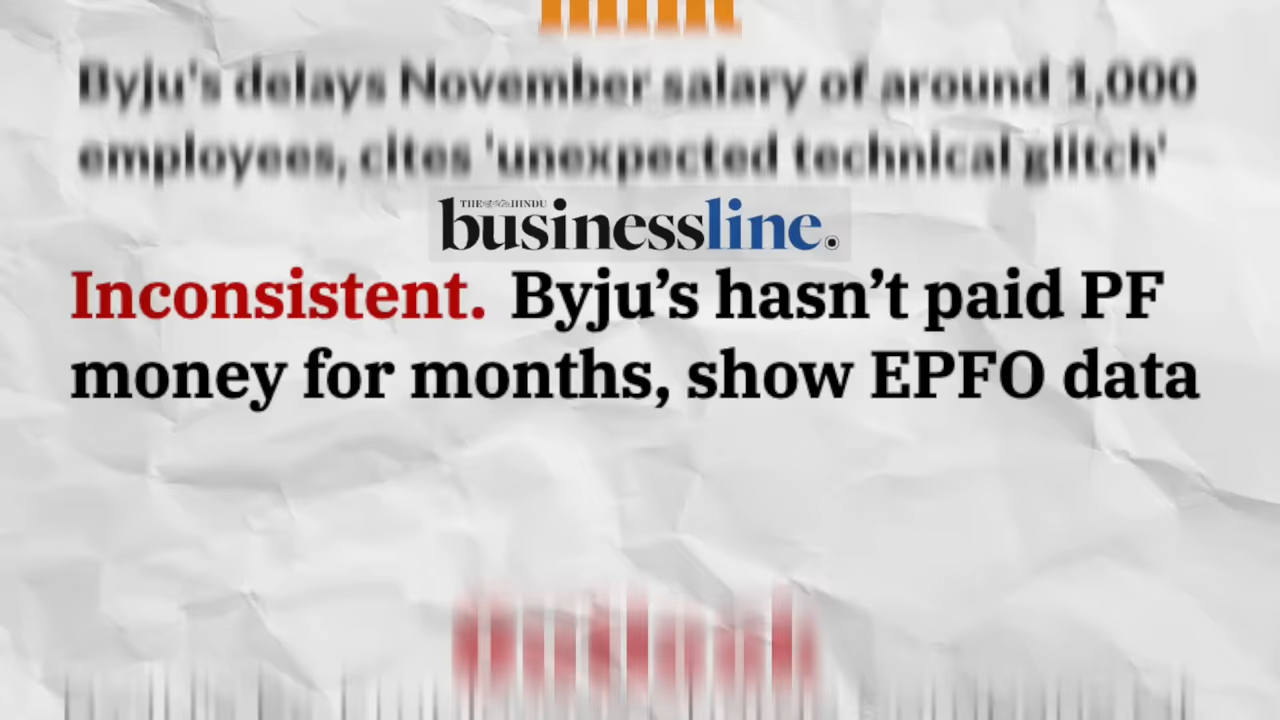 Byju's delays November salary of around 1,000
employees, cites 'unexpected technical glitch'
THE HINDU
businessline.
Inconsistent. Byju’s hasn’t paid PF
money for months, show EPFO data
Outlook